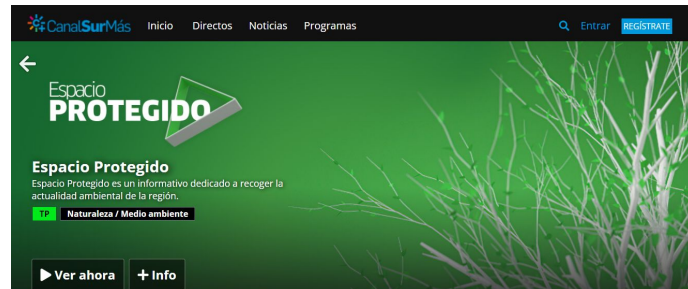 CanalSurMás Inicio Directos Noticias Programas Entrar REGÍSTRATE
Espacio
PROTEGIDO
Espacio Protegido
Espacio Protegido es un informativo dedicado a recoger la
actualidad ambiental de la región.
TP Naturaleza / Medio ambiente
Ver ahora + Info